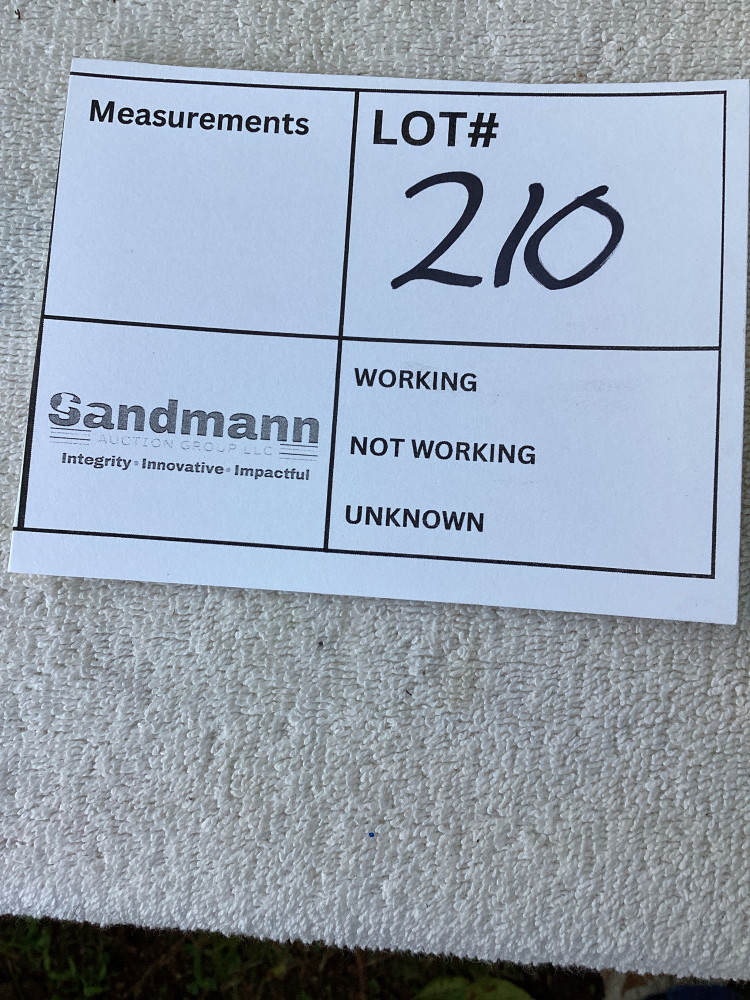 Measurements
LOT#
210
Sandmann
AUCTION GROUP LLC
Integrity • Innovative • Impactful
WORKING
NOT WORKING
UNKNOWN